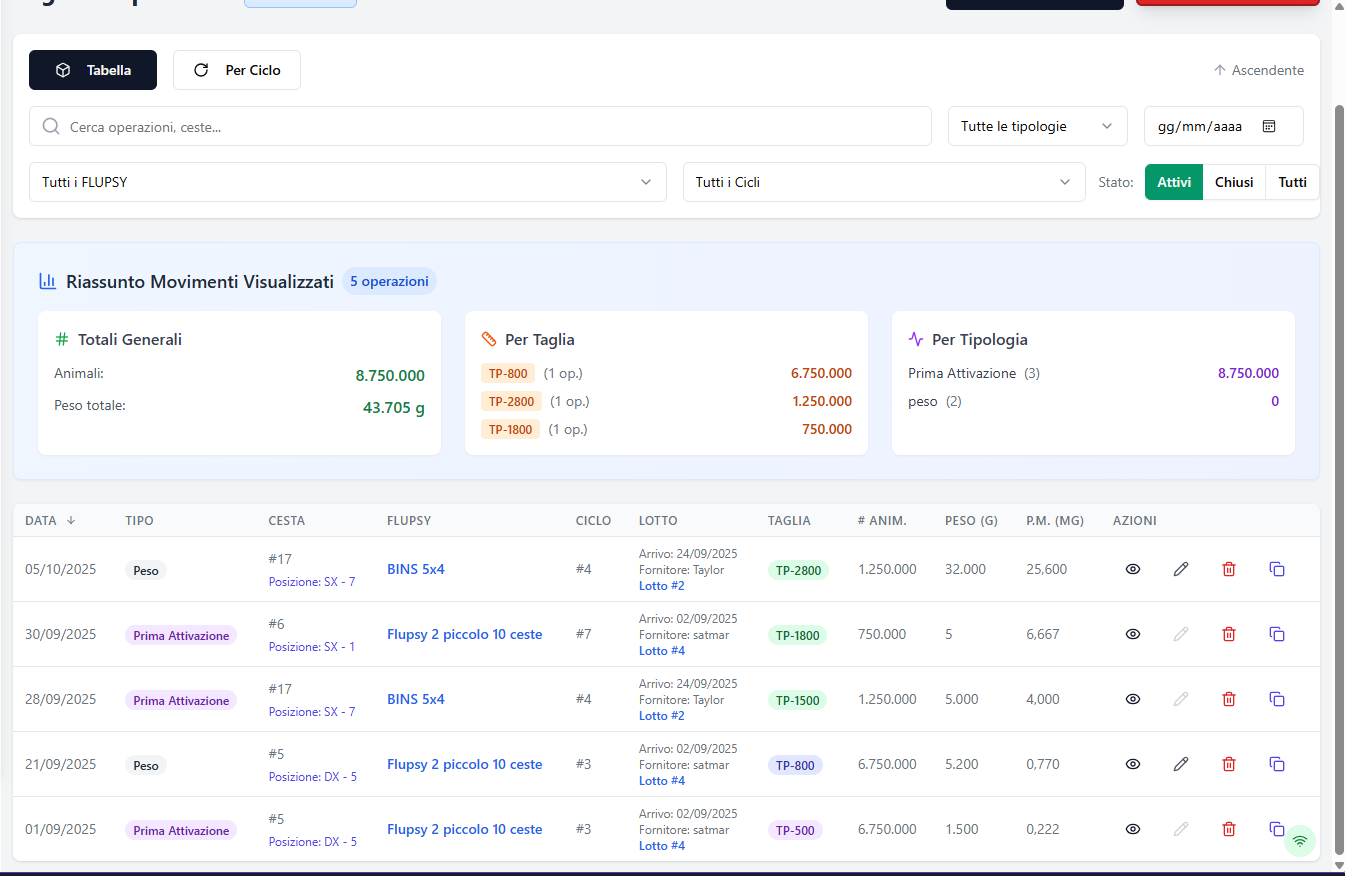 Tabella
Per Ciclo
Ascendente
Cerca operazioni, ceste...
Tutte le tipologie
gg/mm/aaaa
Tutti i FLUPSY
Tutti i Cicli
Stato:
Attivi
Chiusi
Tutti
Riassunto Movimenti Visualizzati
5 operazioni
Totali Generali
Animali: 8.750.000
Peso totale: 43.705 g
Per Taglia
TP-800 (1 op.) 6.750.000
TP-2800 (1 op.) 1.250.000
TP-1800 (1 op.) 750.000
Per Tipologia
Prima Attivazione (3) 8.750.000
peso (2) 0
DATA TIPO CESTA FLUPSY CICLO LOTTO TAGLIA # ANIM. PESO (G) P.M. (MG) AZIONI
05/10/2025
Peso
#17
Posizione: SX - 7
BINS 5x4
#4
Arrivo: 24/09/2025
Fornitore: Taylor
Lotto #2
TP-2800
1.250.000
32.000
25,600
30/09/2025
Prima Attivazione
#6
Posizione: SX - 1
Flupsy 2 piccolo 10 ceste
#7
Arrivo: 02/09/2025
Fornitore: satmar
Lotto #4
TP-1800
750.000
5
6,667
28/09/2025
Prima Attivazione
#17
Posizione: SX - 7
BINS 5x4
#4
Arrivo: 24/09/2025
Fornitore: Taylor
Lotto #2
TP-1500
1.250.000
5.000
4,000
21/09/2025
Peso
#5
Posizione: DX - 5
Flupsy 2 piccolo 10 ceste
#3
Arrivo: 02/09/2025
Fornitore: satmar
Lotto #4
TP-800
6.750.000
5.200
0,770
01/09/2025
Prima Attivazione
#5
Posizione: DX - 5
Flupsy 2 piccolo 10 ceste
#3
Arrivo: 02/09/2025
Fornitore: satmar
Lotto #4
TP-500
6.750.000
1.500
0,222